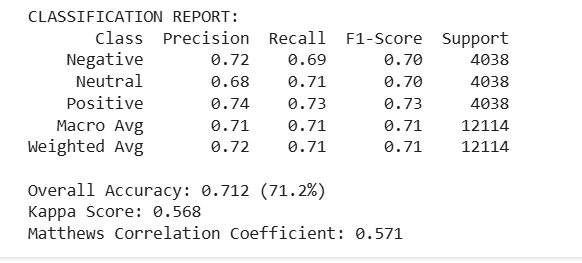 CLASSIFICATION REPORT:
Class Precision Recall F1-Score Support
Negative 0.72 0.69 0.70 4038
Neutral 0.68 0.71 0.70 4038
Positive 0.74 0.73 0.73 4038
Macro Avg 0.71 0.71 0.71 12114
Weighted Avg 0.72 0.71 0.71 12114
Overall Accuracy: 0.712 (71.2%)
Kappa Score: 0.568
Matthews Correlation Coefficient: 0.571